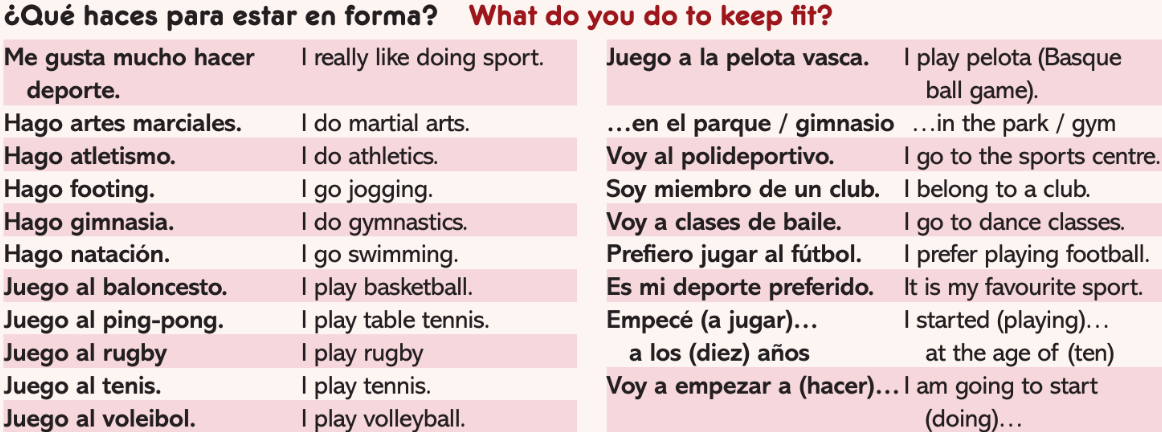 ¿Qué haces para estar en forma? What do you do to keep fit?
Me gusta mucho hacer I really like doing sport.
deporte.
Hago artes marciales. I do martial arts.
Hago atletismo. I do athletics.
Hago footing. I go jogging.
Hago gimnasia. I do gymnastics.
Hago natación. I go swimming.
Juego al baloncesto. I play basketball.
Juego al ping-pong. I play table tennis.
Juego al rugby I play rugby
Juego al tenis. I play tennis.
Juego al voleibol. I play volleyball.
Juego a la pelota vasca. I play pelota (Basque
ball game).
...en el parque / gimnasio ...in the park / gym
Voy al polideportivo. I go to the sports centre.
Soy miembro de un club. I belong to a club.
Voy a clases de baile. I go to dance classes.
Prefiero jugar al fútbol. I prefer playing football.
Es mi deporte preferido. It is my favourite sport.
Empecé (a jugar)... I started (playing)...
a los (diez) años at the age of (ten)
Voy a empezar a (hacer)... I am going to start
(doing)...